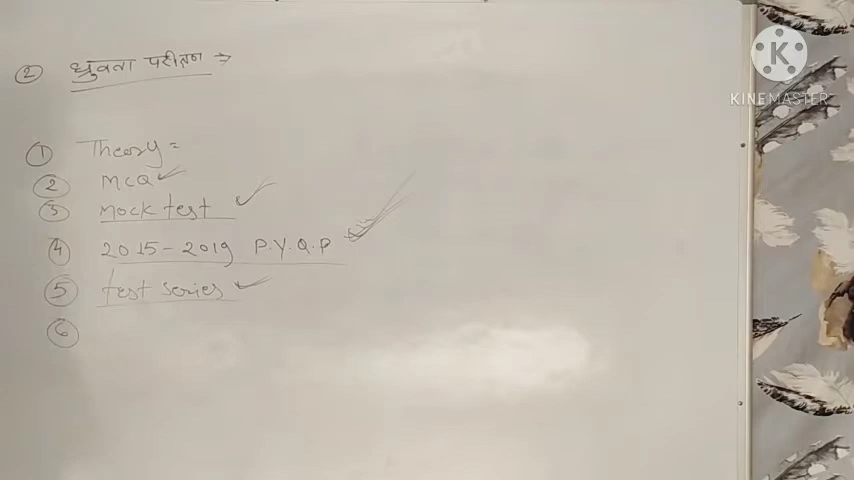 ② ध्रुवता परीक्षण →
K
KINEMASTER
① Theory =
② MCQ ✓
③ mock test ✓
④ 2015-2019 P.Y.Q.P ✓
⑤ test series ✓
⑥